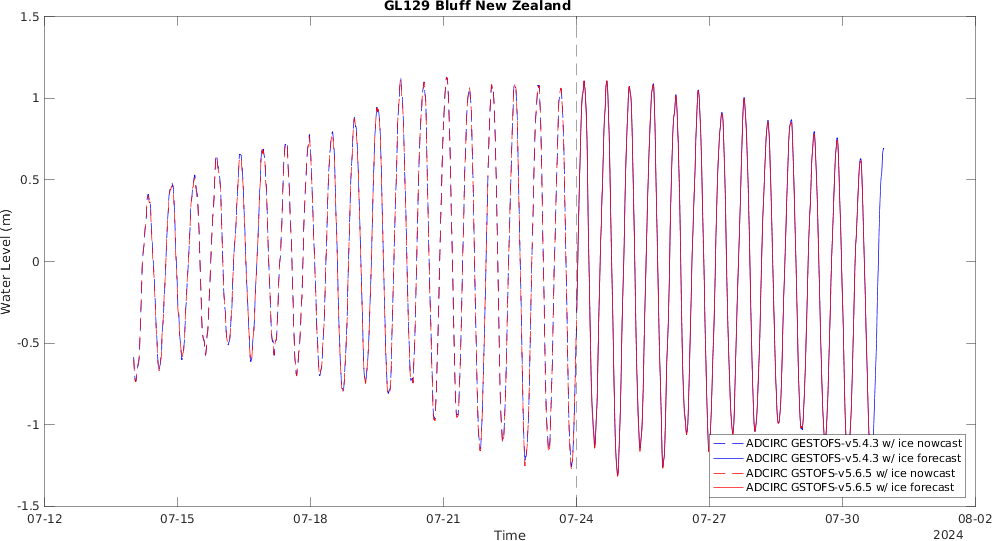 GL129 Bluff New Zealand
1.5
1
0.5
0
-0.5
-1
-1.5
Water Level (m)
ADCIRC GESTOFS-v5.4.3 w/ ice nowcast
ADCIRC GESTOFS-v5.4.3 w/ ice forecast
ADCIRC GSTOFS-v5.6.5 w/ ice nowcast
ADCIRC GSTOFS-v5.6.5 w/ ice forecast
07-12 07-15 07-18 07-21 07-24 07-27 07-30 08-02
Time
2024